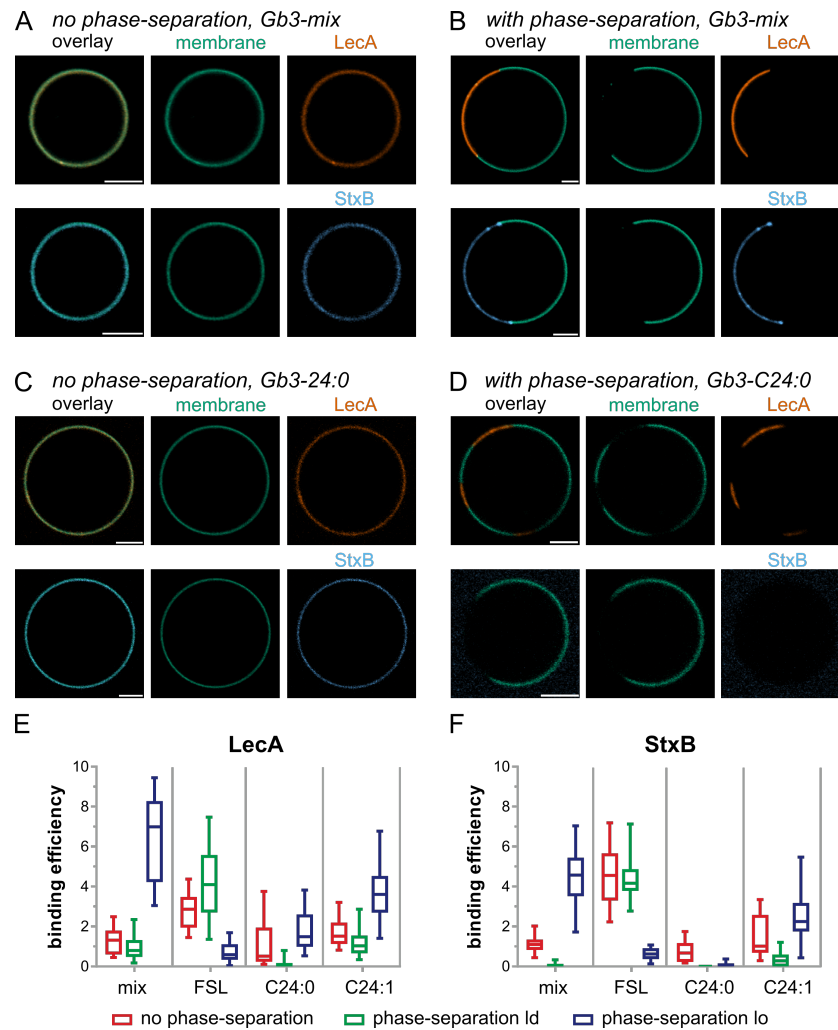 A no phase-separation, Gb3-mix
overlay membrane LecA
StxB
B with phase-separation, Gb3-mix
overlay membrane LecA
StxB
C no phase-separation, Gb3-24:0
overlay membrane LecA
StxB
D with phase-separation, Gb3-C24:0
overlay membrane LecA
StxB
E LecA
binding efficiency
10
8
6
4
2
0
mix FSL C24:0 C24:1
F StxB
binding efficiency
10
8
6
4
2
0
mix FSL C24:0 C24:1
no phase-separation phase-separation ld phase-separation lo